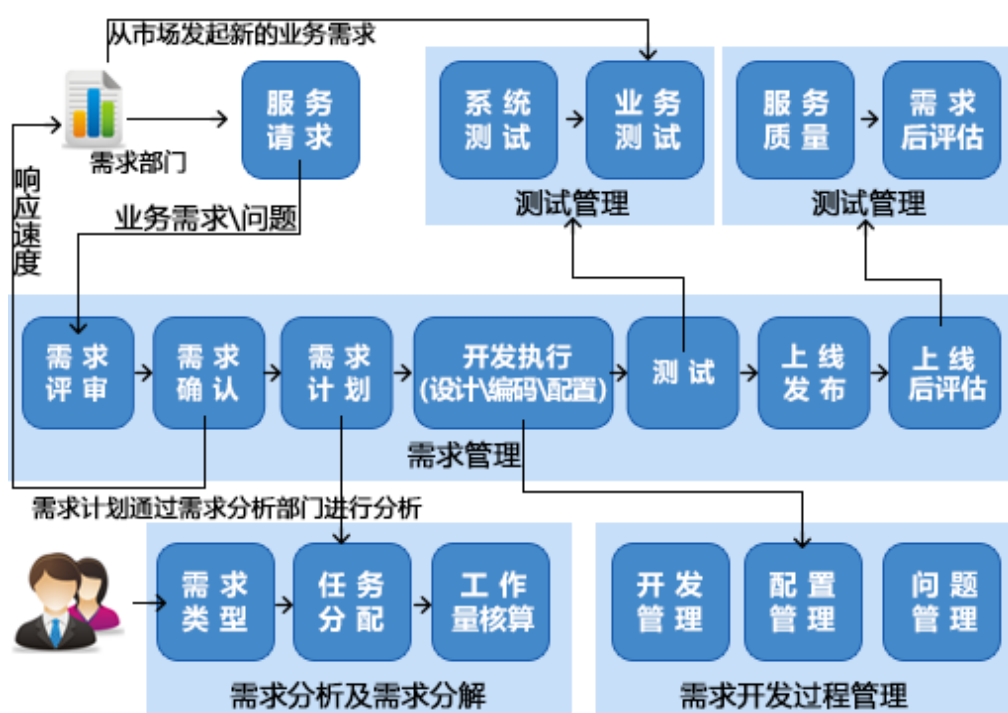 从市场发起新的业务需求
服 务
请 求
系 统
测 试
业 务
测 试
服 务
质 量
需 求
后评估
需求部门
测试管理
测试管理
响应速度
业务需求\问题
需 求
评 审
需 求
确 认
需 求
计 划
开发执行
(设计\编码\配置)
测 试
上 线
发 布
上 线
后评估
需求管理
需求计划通过需求分析部门进行分析
需 求
类 型
任 务
分 配
工 作
量核算
开 发
管 理
配 置
管 理
问 题
管 理
需求分析及需求分解
需求开发过程管理